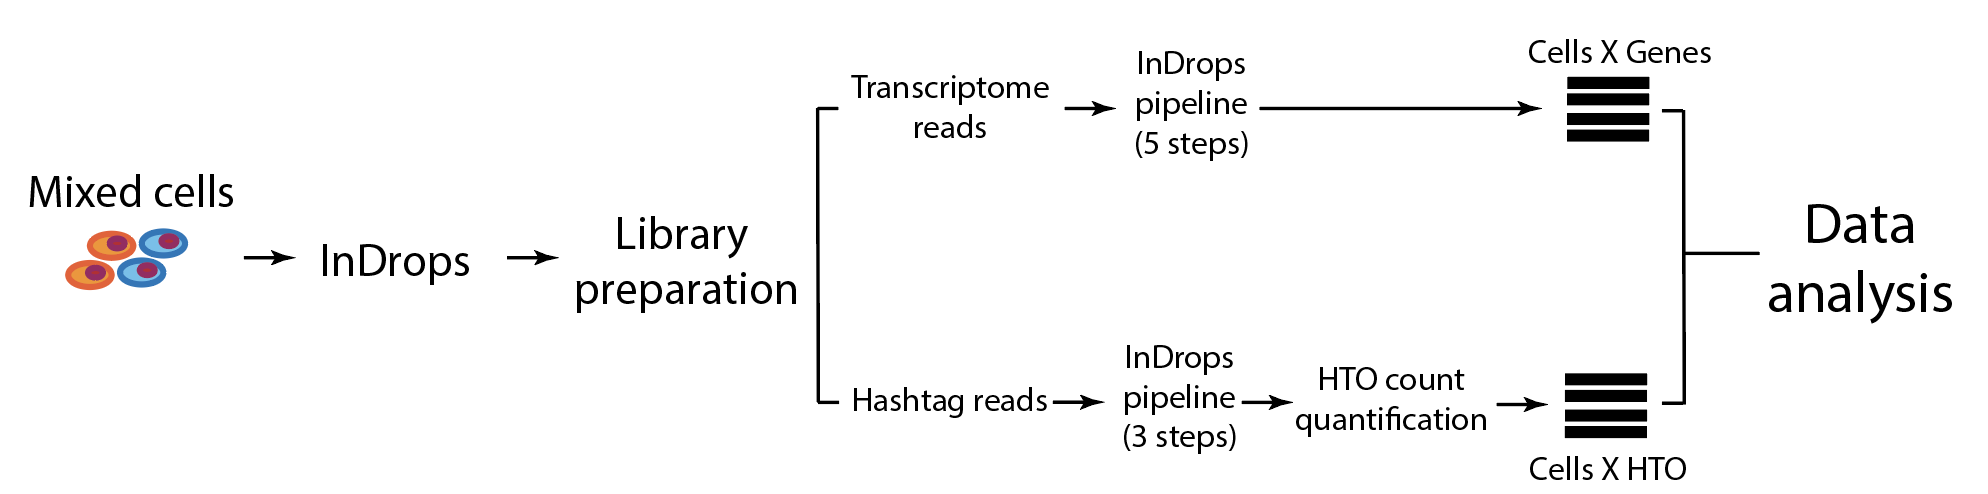 Mixed cells
InDrops
Library
preparation
Transcriptome
reads
InDrops
pipeline
(5 steps)
Cells X Genes
Hashtag reads
InDrops
pipeline
(3 steps)
HTO count
quantification
Cells X HTO
Data
analysis